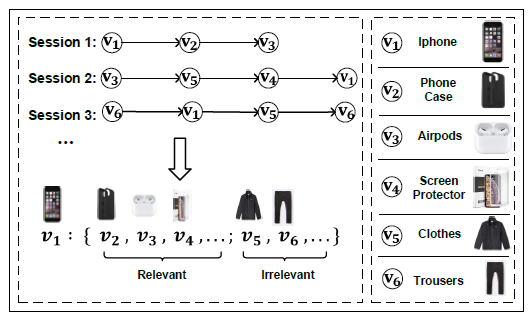 Session 1: v1 v2 v3
Session 2: v3 v5 v4 v1
Session 3: v6 v1 v5 v6
...
v1 : { v2 , v3 , v4 ,...; v5 , v6 ,...}
Relevant Irrelevant
v1 Iphone
v2 Phone
Case
v3 Airpods
v4 Screen
Protector
v5 Clothes
v6 Trousers